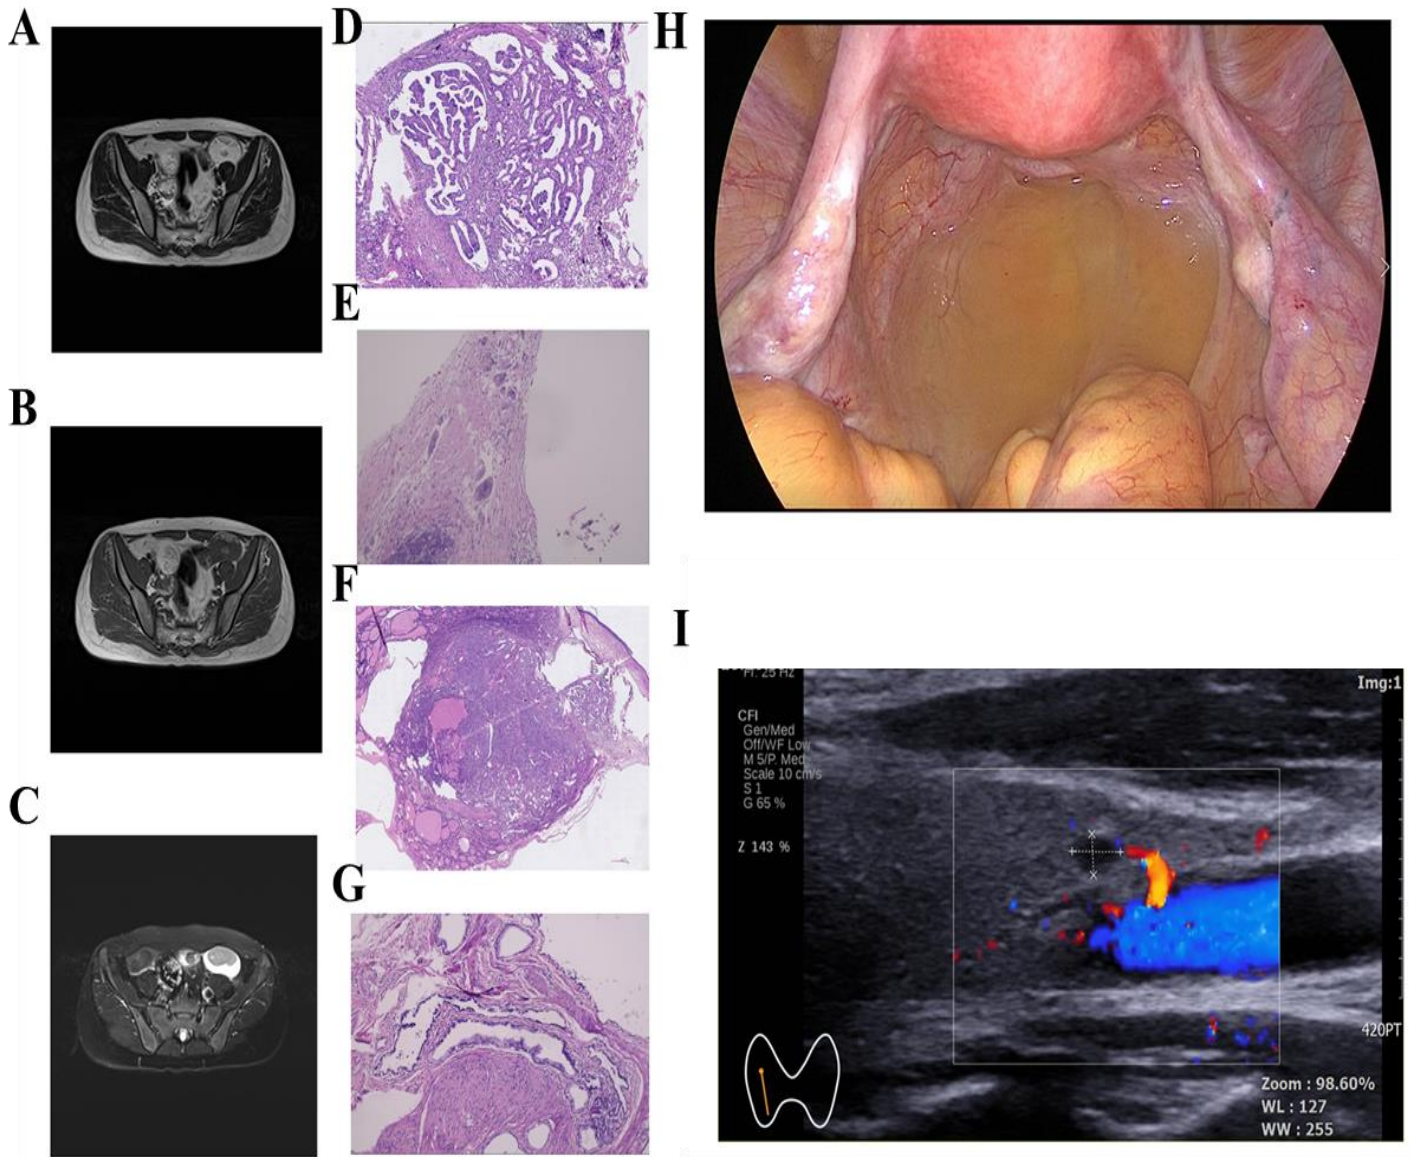 A
B
C
D
E
F
G
H
I
Img:1
CFI
Gen/Med
Off/WF Low
M 5/P. Med
Scale 10 cm/s
S 1
G 65 %
Z 143 %
420PT
Zoom : 98.60%
WL : 127
WW : 255